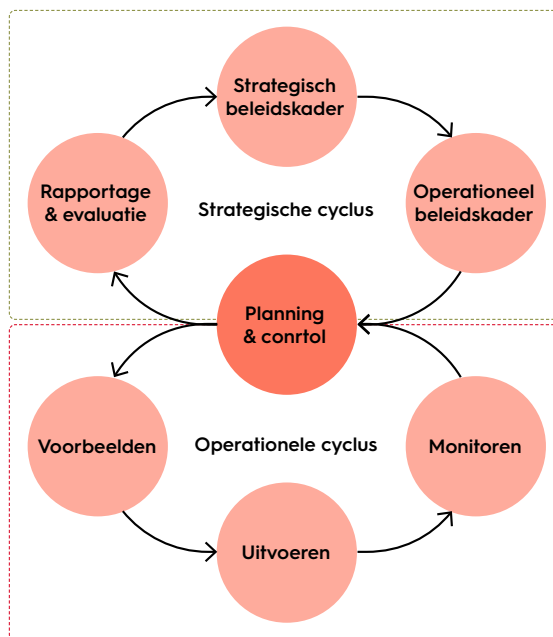 Strategisch
beleidskader
Rapportage
& evaluatie
Strategische cyclus
Operationeel
beleidskader
Planning
& conrtol
Voorbeelden
Operationele cyclus
Monitoren
Uitvoeren